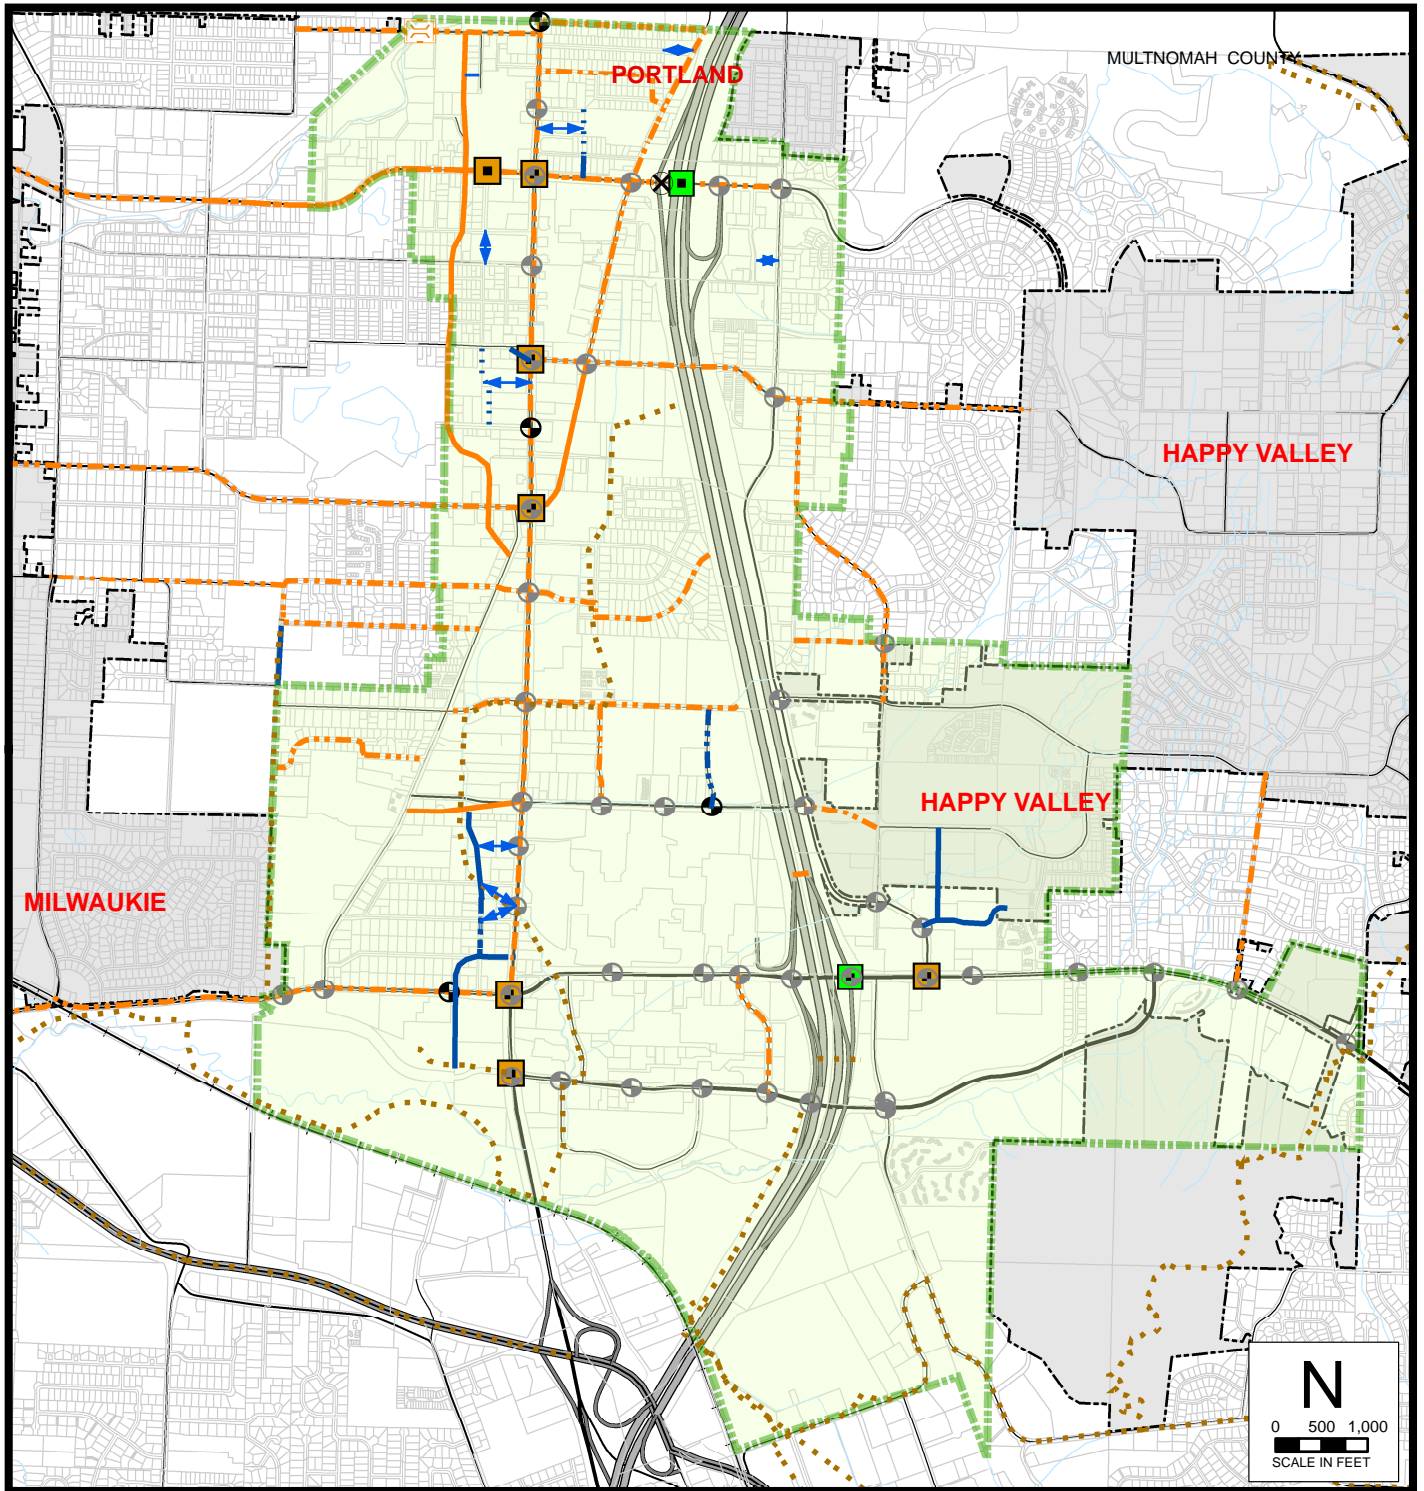 MULTNOMAH COUNTY
PORTLAND
HAPPY VALLEY
HAPPY VALLEY
MILWAUKIE
N
0 500 1,000
SCALE IN FEET